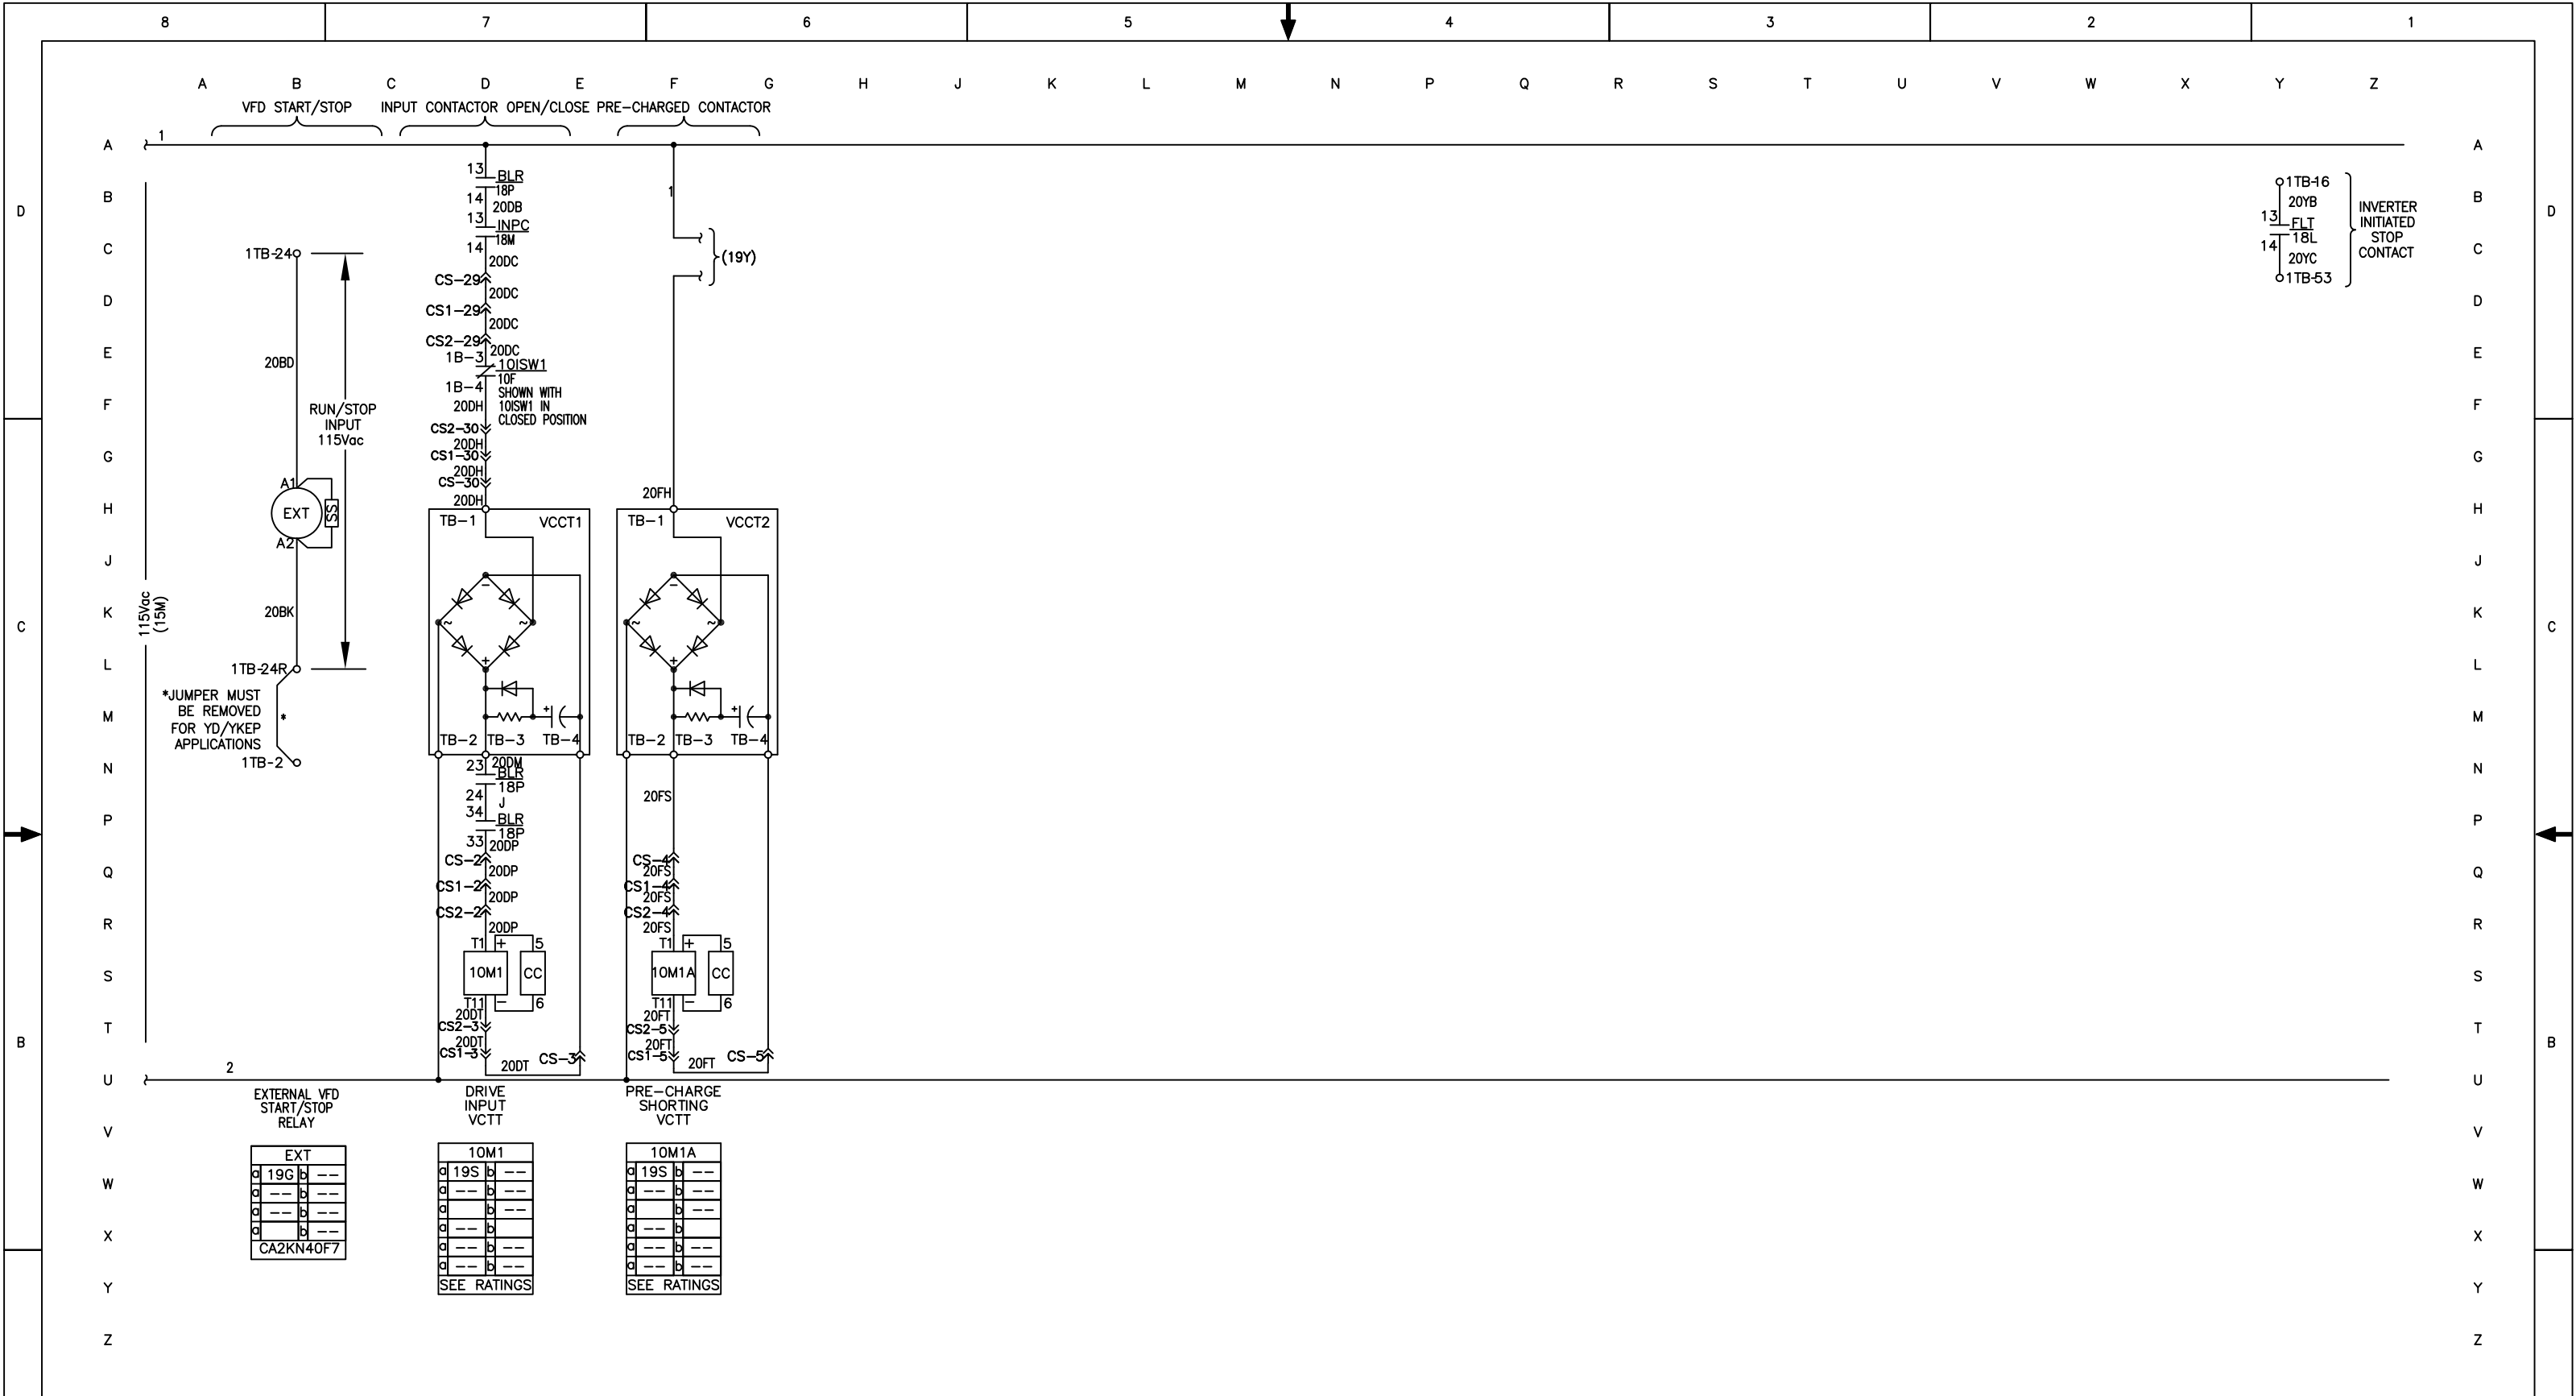 8 7 6 5 4 3 2 1
A B C D E F G H J K L M N P Q R S T U V W X Y Z
VFD START/STOP
INPUT CONTACTOR OPEN/CLOSE
PRE-CHARGED CONTACTOR
A
B
C
D
E
F
G
H
J
K
L
M
N
P
Q
R
S
T
U
V
W
X
Y
Z
D
C
B
1
115Vac
(15M)
2
1TB-24
20BD
RUN/STOP
INPUT
115Vac
A1
EXT
SS
A2
20BK
1TB-24R
*JUMPER MUST
BE REMOVED
FOR YD/YKEP
APPLICATIONS
*
1TB-2
EXTERNAL VFD
START/STOP
RELAY
EXT
a 19G b --
a -- b --
a -- b --
a b --
CA2KN40F7
13
BLR
18P
14
20DB
13
INPC
18M
14
20DC
CS-29
20DC
CS1-29
20DC
CS2-29
20DC
1B-3
10ISW1
10F
1B-4
SHOWN WITH
10ISW1 IN
CLOSED POSITION
20DH
CS2-30
20DH
CS1-30
20DH
CS-30
20DH
TB-1
VCCT1
-
~ ~
+
+
TB-2 TB-3 TB-4
20DM
23
BLR
18P
24
J
34
BLR
18P
33
20DP
CS-2
20DP
CS1-2
20DP
CS2-2
20DP
T1 + 5
10M1 CC
T11 - 6
20DT
CS2-3
20DT
CS1-3
20DT
CS-3
DRIVE
INPUT
VCTT
10M1
a 19S b --
a -- b --
a b --
a -- b
a -- b --
a -- b --
SEE RATINGS
1
(19Y)
20FH
TB-1
VCCT2
-
~ ~
+
+
TB-2 TB-3 TB-4
20FS
CS-4
20FS
CS1-4
20FS
CS2-4
20FS
T1 + 5
10M1A CC
T11 - 6
20FT
CS2-5
20FT
CS1-5
20FT
CS-5
PRE-CHARGE
SHORTING
VCTT
10M1A
a 19S b --
a -- b --
a b --
a -- b
a -- b --
a -- b --
SEE RATINGS
1TB-16
20YB
13
FLT
18L
14
20YC
1TB-53
INVERTER
INITIATED
STOP
CONTACT
A
B
C
D
E
F
G
H
J
K
L
M
N
P
Q
R
S
T
U
V
W
X
Y
Z
D
C
B